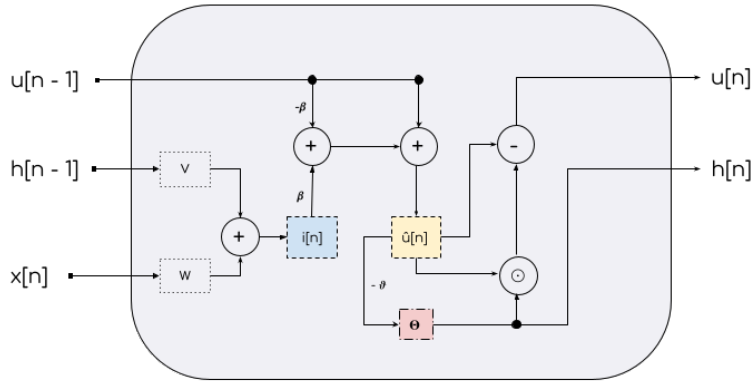 u[n - 1]
u[n]
-β
+
+
-
h[n - 1]
V
h[n]
β
+
i[n]
û[n]
x[n]
W
⊙
- ϑ
Θ